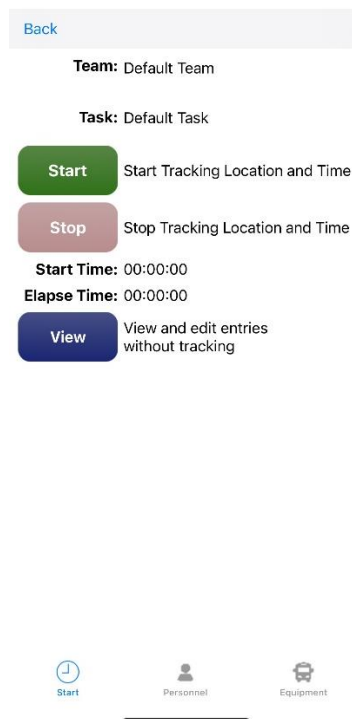 Back
Team: Default Team
Task: Default Task
Start Start Tracking Location and Time
Stop Stop Tracking Location and Time
Start Time: 00:00:00
Elapse Time: 00:00:00
View View and edit entries
without tracking
Start Personnel Equipment